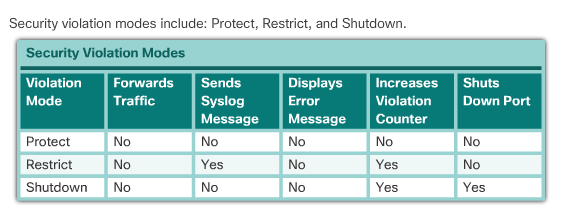 Security violation modes include: Protect, Restrict, and Shutdown.
Security Violation Modes
Violation Mode Forwards Traffic Sends Syslog Message Displays Error Message Increases Violation Counter Shuts Down Port
Protect No No No No No
Restrict No Yes No Yes No
Shutdown No No No Yes Yes